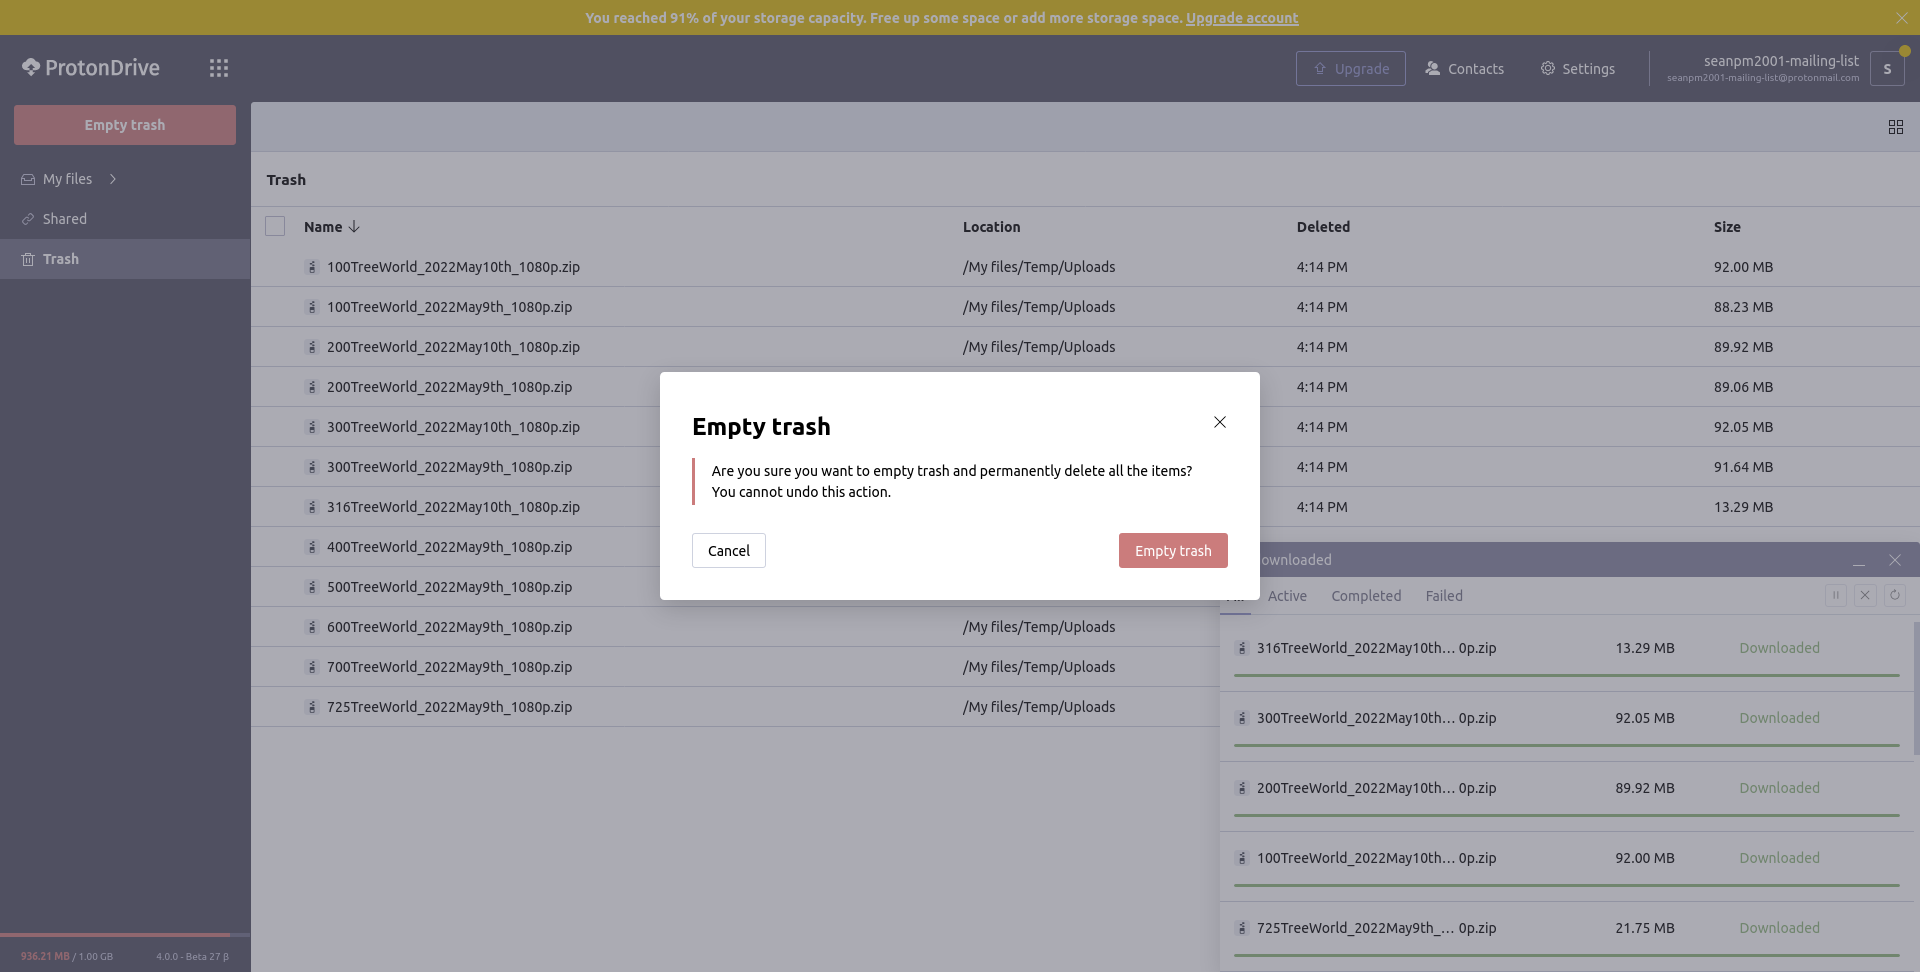 You reached 91% of your storage capacity. Free up some space or add more storage space. Upgrade account
ProtonDrive
Upgrade
Contacts
Settings
seanpm2001-mailing-list
seanpm2001-mailing-list@protonmail.com
S
Empty trash
My files
Shared
Trash
Trash
Name Location Deleted Size
100TreeWorld_2022May10th_1080p.zip /My files/Temp/Uploads 4:14 PM 92.00 MB
100TreeWorld_2022May9th_1080p.zip /My files/Temp/Uploads 4:14 PM 88.23 MB
200TreeWorld_2022May10th_1080p.zip /My files/Temp/Uploads 4:14 PM 89.92 MB
200TreeWorld_2022May9th_1080p.zip 4:14 PM 89.06 MB
300TreeWorld_2022May10th_1080p.zip 4:14 PM 92.05 MB
300TreeWorld_2022May9th_1080p.zip 4:14 PM 91.64 MB
316TreeWorld_2022May10th_1080p.zip 4:14 PM 13.29 MB
400TreeWorld_2022May9th_1080p.zip
500TreeWorld_2022May9th_1080p.zip
600TreeWorld_2022May9th_1080p.zip /My files/Temp/Uploads
700TreeWorld_2022May9th_1080p.zip /My files/Temp/Uploads
725TreeWorld_2022May9th_1080p.zip /My files/Temp/Uploads
Empty trash
Are you sure you want to empty trash and permanently delete all the items?
You cannot undo this action.
Cancel
Empty trash
ownloaded
Active Completed Failed
316TreeWorld_2022May10th... 0p.zip 13.29 MB Downloaded
300TreeWorld_2022May10th... 0p.zip 92.05 MB Downloaded
200TreeWorld_2022May10th... 0p.zip 89.92 MB Downloaded
100TreeWorld_2022May10th... 0p.zip 92.00 MB Downloaded
725TreeWorld_2022May9th_... 0p.zip 21.75 MB Downloaded
936.21 MB / 1.00 GB 4.0.0 - Beta 27 β